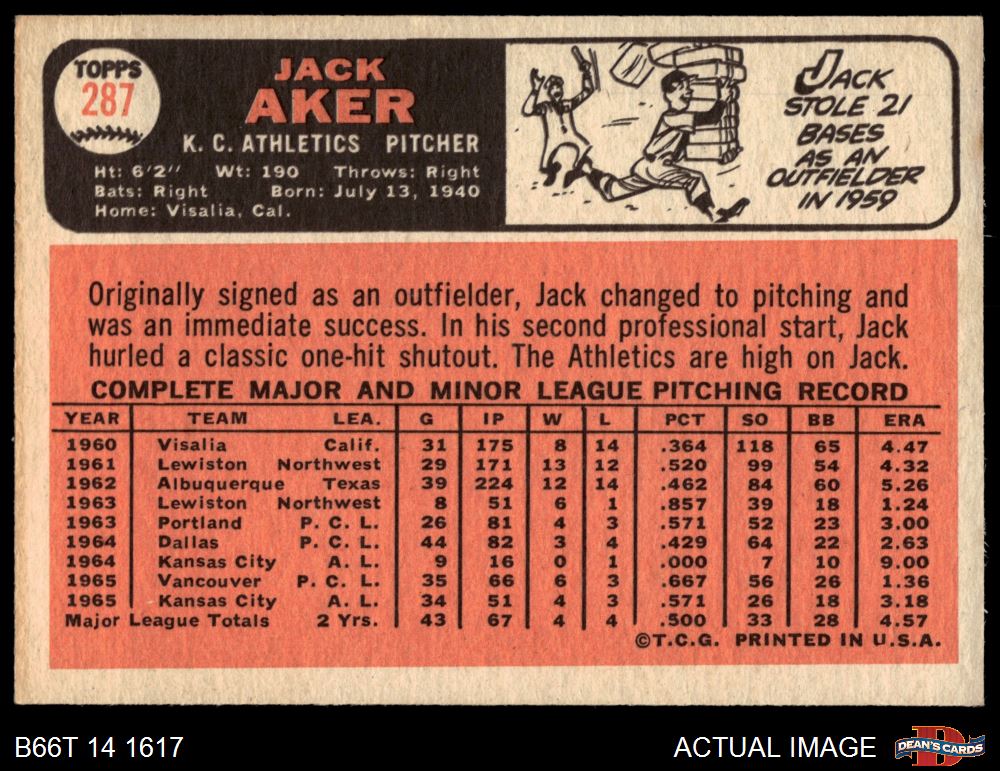 TOPPS
287
JACK
AKER
K. C. ATHLETICS PITCHER
Ht: 6'2" Wt: 190 Throws: Right
Bats: Right Born: July 13, 1940
Home: Visalia, Cal.
JACK
STOLE 21
BASES
AS AN
OUTFIELDER
IN 1959
Originally signed as an outfielder, Jack changed to pitching and
was an immediate success. In his second professional start, Jack
hurled a classic one-hit shutout. The Athletics are high on Jack.
COMPLETE MAJOR AND MINOR LEAGUE PITCHING RECORD
YEAR TEAM LEA. G IP W L PCT SO BB ERA
1960 Visalia Calif. 31 175 8 14 .364 118 65 4.47
1961 Lewiston Northwest 29 171 13 12 .520 99 54 4.32
1962 Albuquerque Texas 39 224 12 14 .462 84 60 5.26
1963 Lewiston Northwest 8 51 6 1 .857 39 18 1.24
1963 Portland P. C. L. 26 81 4 3 .571 52 23 3.00
1964 Dallas P. C. L. 44 82 3 4 .429 64 22 2.63
1964 Kansas City A. L. 9 16 0 1 .000 7 10 9.00
1965 Vancouver P. C. L. 35 66 6 3 .667 56 26 1.36
1965 Kansas City A. L. 34 51 4 3 .571 26 18 3.18
Major League Totals 2 Yrs. 43 67 4 4 .500 33 28 4.57
©T.C.G. PRINTED IN U.S.A.
B66T 14 1617
ACTUAL IMAGE
D
DEAN'S CARDS